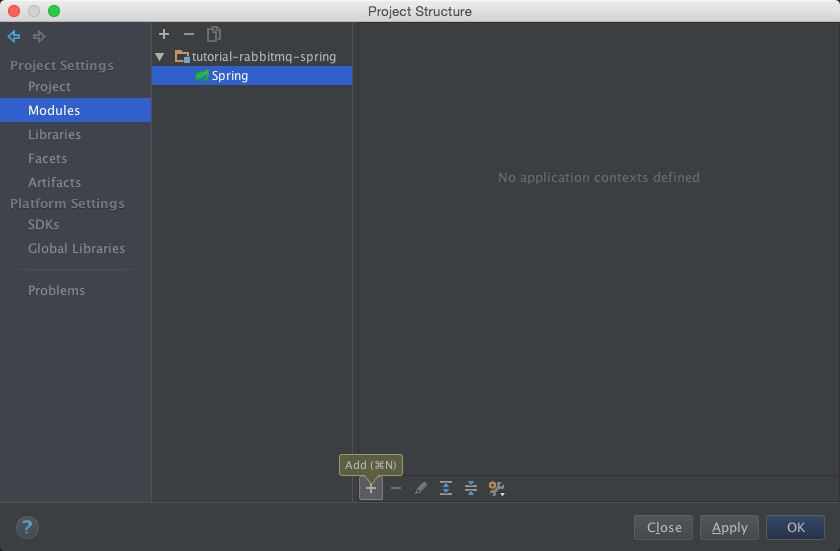 Project Structure
Project Settings
Project
Modules
Libraries
Facets
Artifacts
Platform Settings
SDKs
Global Libraries
Problems
tutorial-rabbitmq-spring
Spring
No application contexts defined
Add (⌘N)
?
Close
Apply
OK